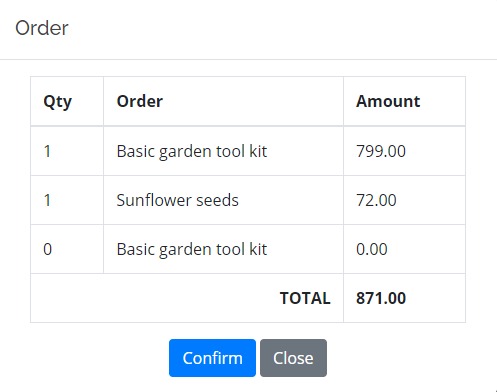 Order
Qty Order Amount
1 Basic garden tool kit 799.00
1 Sunflower seeds 72.00
0 Basic garden tool kit 0.00
TOTAL 871.00
Confirm Close